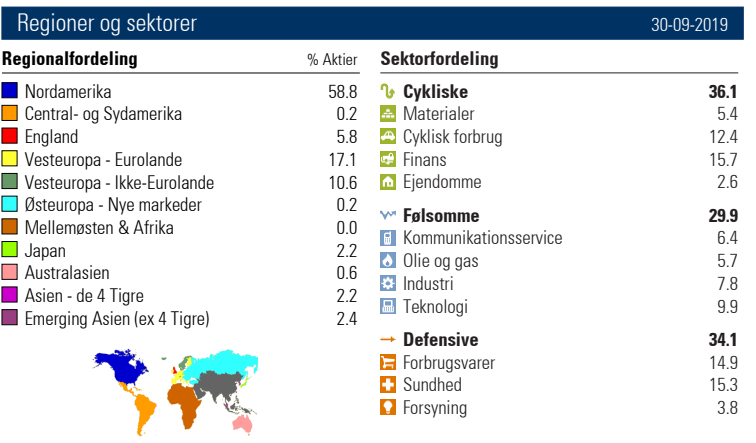 Regioner og sektorer 30-09-2019
Regionalfordeling % Aktier
Nordamerika 58.8
Central- og Sydamerika 0.2
England 5.8
Vesteuropa - Eurolande 17.1
Vesteuropa - Ikke-Eurolande 10.6
Østeuropa - Nye markeder 0.2
Mellemøsten & Afrika 0.0
Japan 2.2
Australasien 0.6
Asien - de 4 Tigre 2.2
Emerging Asien (ex 4 Tigre) 2.4
Sektorfordeling
Cykliske 36.1
Materialer 5.4
Cyklisk forbrug 12.4
Finans 15.7
Ejendomme 2.6
Følsomme 29.9
Kommunikationsservice 6.4
Olie og gas 5.7
Industri 7.8
Teknologi 9.9
Defensive 34.1
Forbrugsvarer 14.9
Sundhed 15.3
Forsyning 3.8